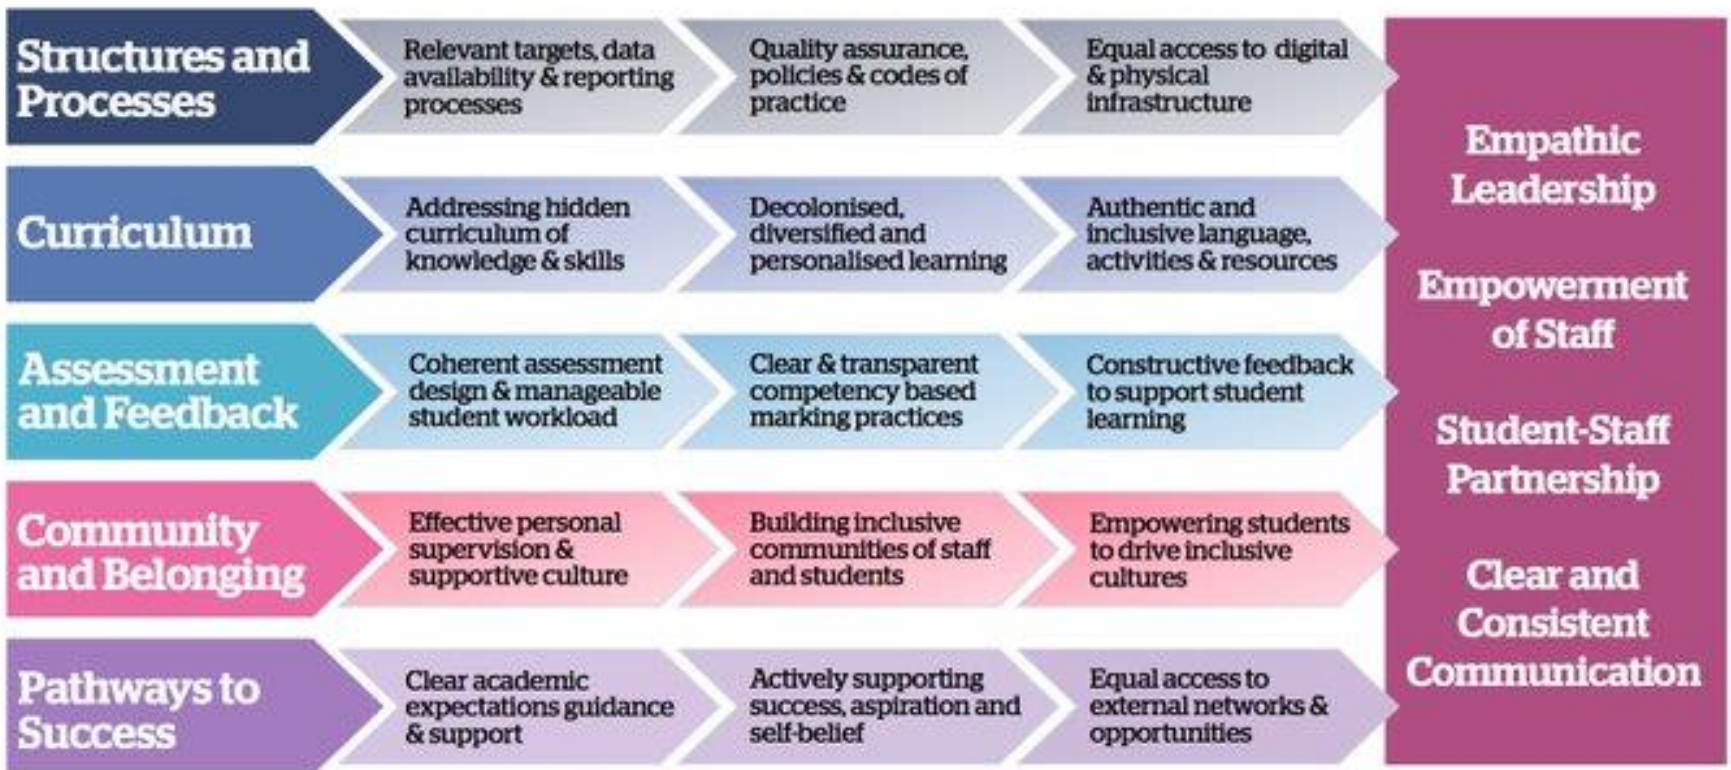 Structures and
Processes
Relevant targets, data
availability & reporting
processes
Quality assurance,
policies & codes of
practice
Equal access to digital
& physical
infrastructure
Curriculum
Addressing hidden
curriculum of
knowledge & skills
Decolonised,
diversified and
personalised learning
Authentic and
inclusive language,
activities & resources
Assessment
and Feedback
Coherent assessment
design & manageable
student workload
Clear & transparent
competency based
marking practices
Constructive feedback
to support student
learning
Community
and Belonging
Effective personal
supervision &
supportive culture
Building inclusive
communities of staff
and students
Empowering students
to drive inclusive
cultures
Pathways to
Success
Clear academic
expectations guidance
& support
Actively supporting
success, aspiration and
self-belief
Equal access to
external networks &
opportunities
Empathic
Leadership
Empowerment
of Staff
Student-Staff
Partnership
Clear and
Consistent
Communication